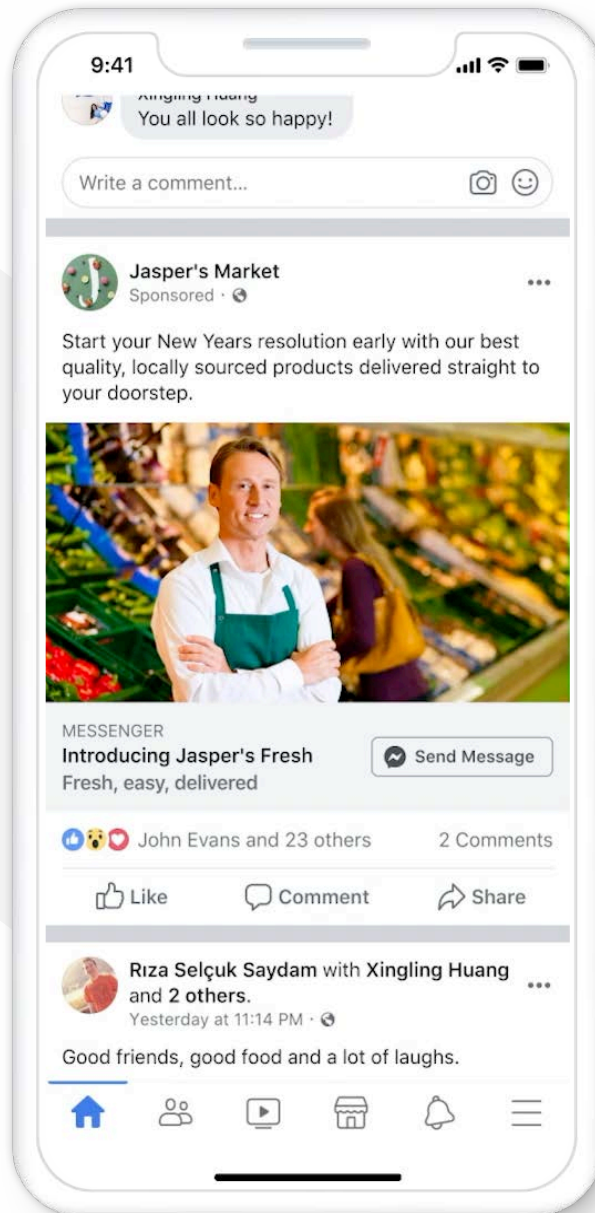 9:41
Xingling Huang
You all look so happy!
Write a comment...
Jasper's Market
Sponsored ·
Start your New Years resolution early with our best
quality, locally sourced products delivered straight to
your doorstep.
MESSENGER
Introducing Jasper's Fresh
Send Message
Fresh, easy, delivered
John Evans and 23 others
2 Comments
Like
Comment
Share
Rıza Selçuk Saydam with Xingling Huang
and 2 others.
Yesterday at 11:14 PM ·
Good friends, good food and a lot of laughs.